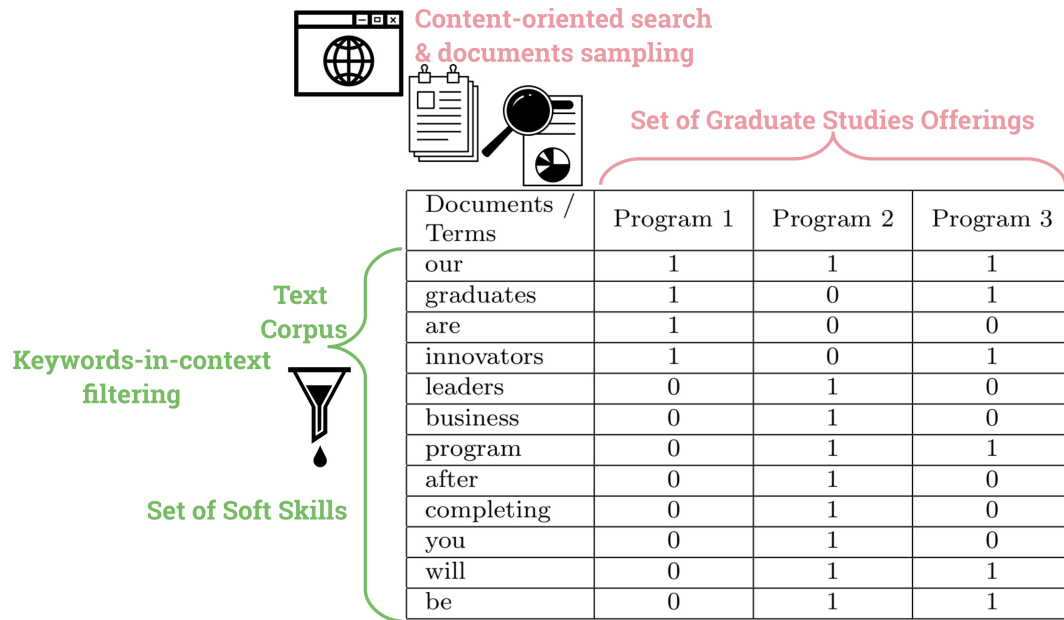 Content-oriented search
& documents sampling
Set of Graduate Studies Offerings
Documents / Terms Program 1 Program 2 Program 3
our 1 1 1
graduates 1 0 1
are 1 0 0
innovators 1 0 1
leaders 0 1 0
business 0 1 0
program 0 1 1
after 0 1 0
completing 0 1 0
you 0 1 0
will 0 1 1
be 0 1 1
Text
Corpus
Keywords-in-context
filtering
Set of Soft Skills